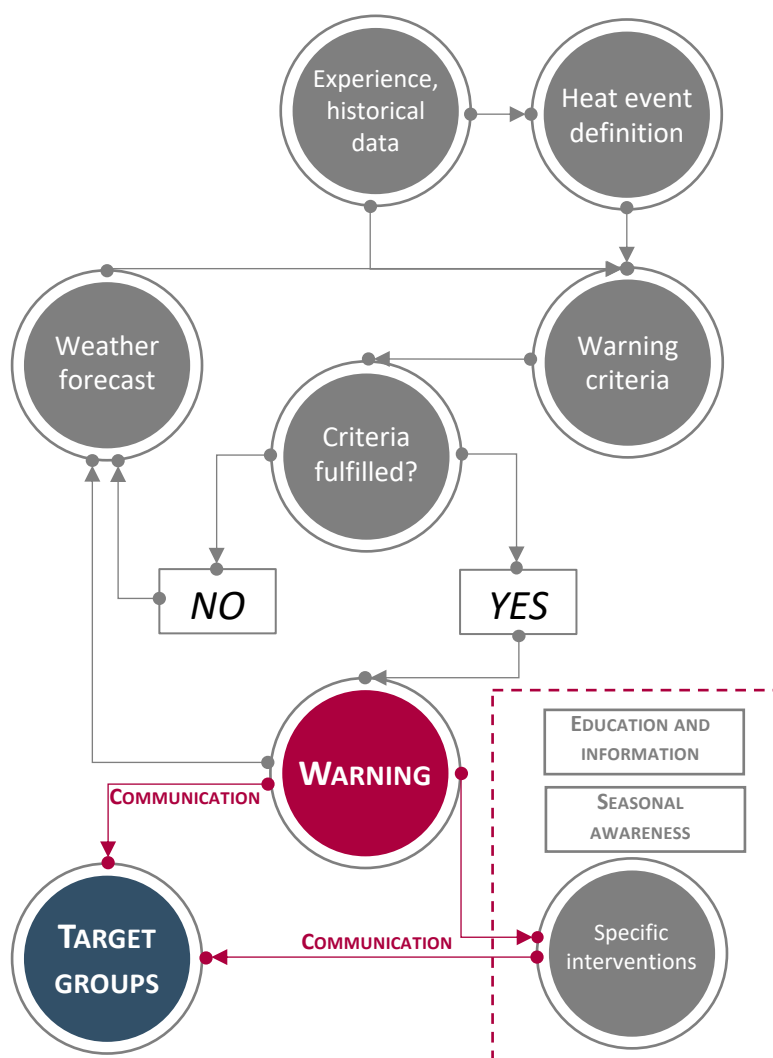 Experience,
historical
data
Heat event
definition
Weather
forecast
Warning
criteria
Criteria
fulfilled?
NO
YES
WARNING
EDUCATION AND
INFORMATION
SEASONAL
AWARENESS
COMMUNICATION
TARGET
GROUPS
COMMUNICATION
Specific
interventions